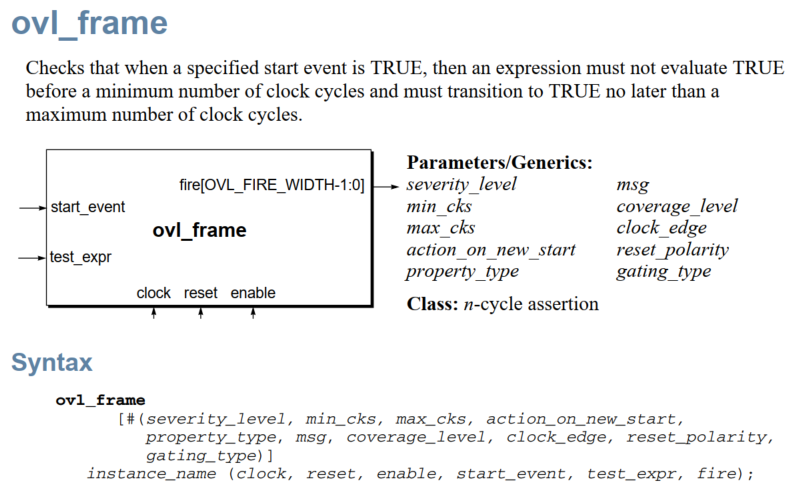 ovl_frame
Checks that when a specified start event is TRUE, then an expression must not evaluate TRUE
before a minimum number of clock cycles and must transition to TRUE no later than a
maximum number of clock cycles.
fire[OVL_FIRE_WIDTH-1:0]
start_event
ovl_frame
test_expr
clock reset enable
Parameters/Generics:
severity_level msg
min_cks coverage_level
max_cks clock_edge
action_on_new_start reset_polarity
property_type gating_type
Class: n-cycle assertion
Syntax
ovl_frame
[#(severity_level, min_cks, max_cks, action_on_new_start,
property_type, msg, coverage_level, clock_edge, reset_polarity,
gating_type)]
instance_name (clock, reset, enable, start_event, test_expr, fire);